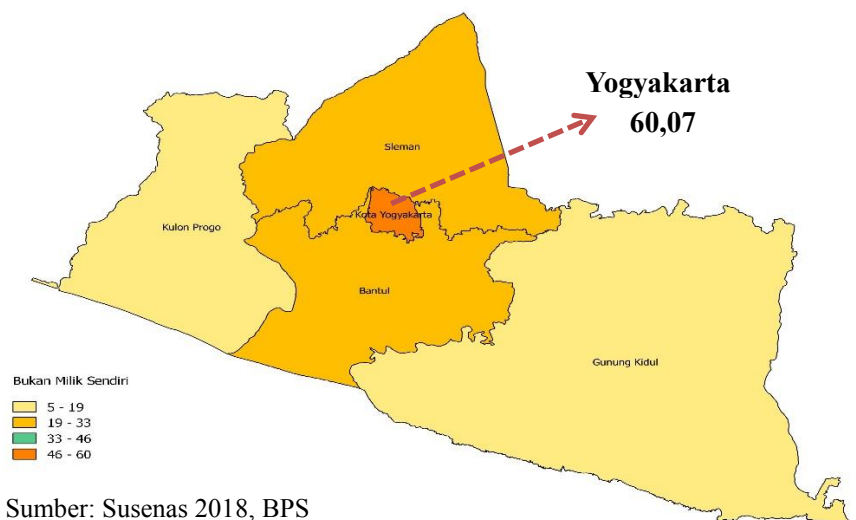 Yogyakarta
60,07
Sleman
Kota Yogyakarta
Kulon Progo
Bantul
Gunung Kidul
Bukan Milik Sendiri
5 - 19
19 - 33
33 - 46
46 - 60
Sumber: Susenas 2018, BPS